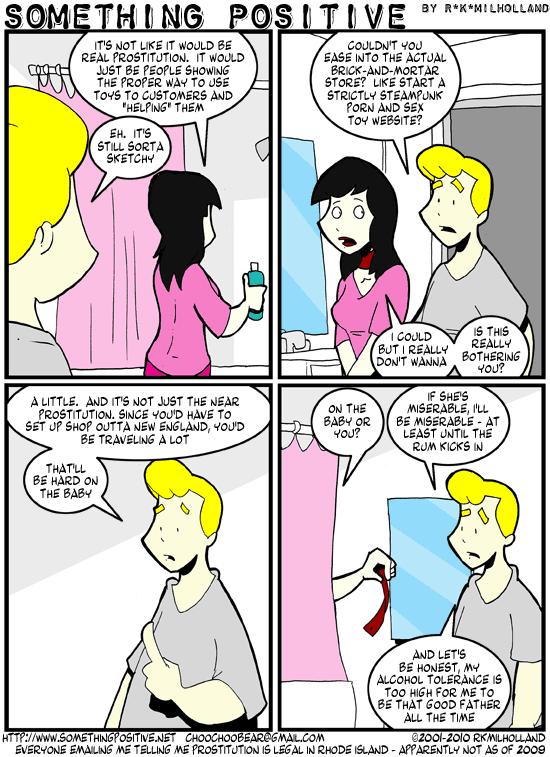 SOMETHING POSITIVE BY R*K*MILHOLLAND
IT'S NOT LIKE IT WOULD BE
REAL PROSTITUTION. IT WOULD
JUST BE PEOPLE SHOWING
THE PROPER WAY TO USE
TOYS TO CUSTOMERS AND
"HELPING" THEM
EH. IT'S
STILL SORTA
SKETCHY
COULDN'T YOU
EASE INTO THE ACTUAL
BRICK-AND-MORTAR
STORE? LIKE START A
STRICTLY STEAMPUNK
PORN AND SEX
TOY WEBSITE?
I COULD
BUT I REALLY
DON'T WANNA
IS THIS
REALLY
BOTHERING
YOU?
A LITTLE. AND IT'S NOT JUST THE NEAR
PROSTITUTION. SINCE YOU'D HAVE TO
SET UP SHOP OUTTA NEW ENGLAND, YOU'D
BE TRAVELING A LOT
THAT'LL
BE HARD ON
THE BABY
ON THE
BABY OR
YOU?
IF SHE'S
MISERABLE, I'LL
BE MISERABLE - AT
LEAST UNTIL THE
RUM KICKS IN
AND LET'S
BE HONEST, MY
ALCOHOL TOLERANCE IS
TOO HIGH FOR ME TO
BE THAT GOOD FATHER
ALL THE TIME
HTTP://WWW.SOMETHINGPOSITIVE.NET CHOOCHOOBEAR@GMAIL.COM ©2001-2010 RKMILHOLLAND
EVERYONE EMAILING ME TELLING ME PROSTITUTION IS LEGAL IN RHODE ISLAND - APPARENTLY NOT AS OF 2009